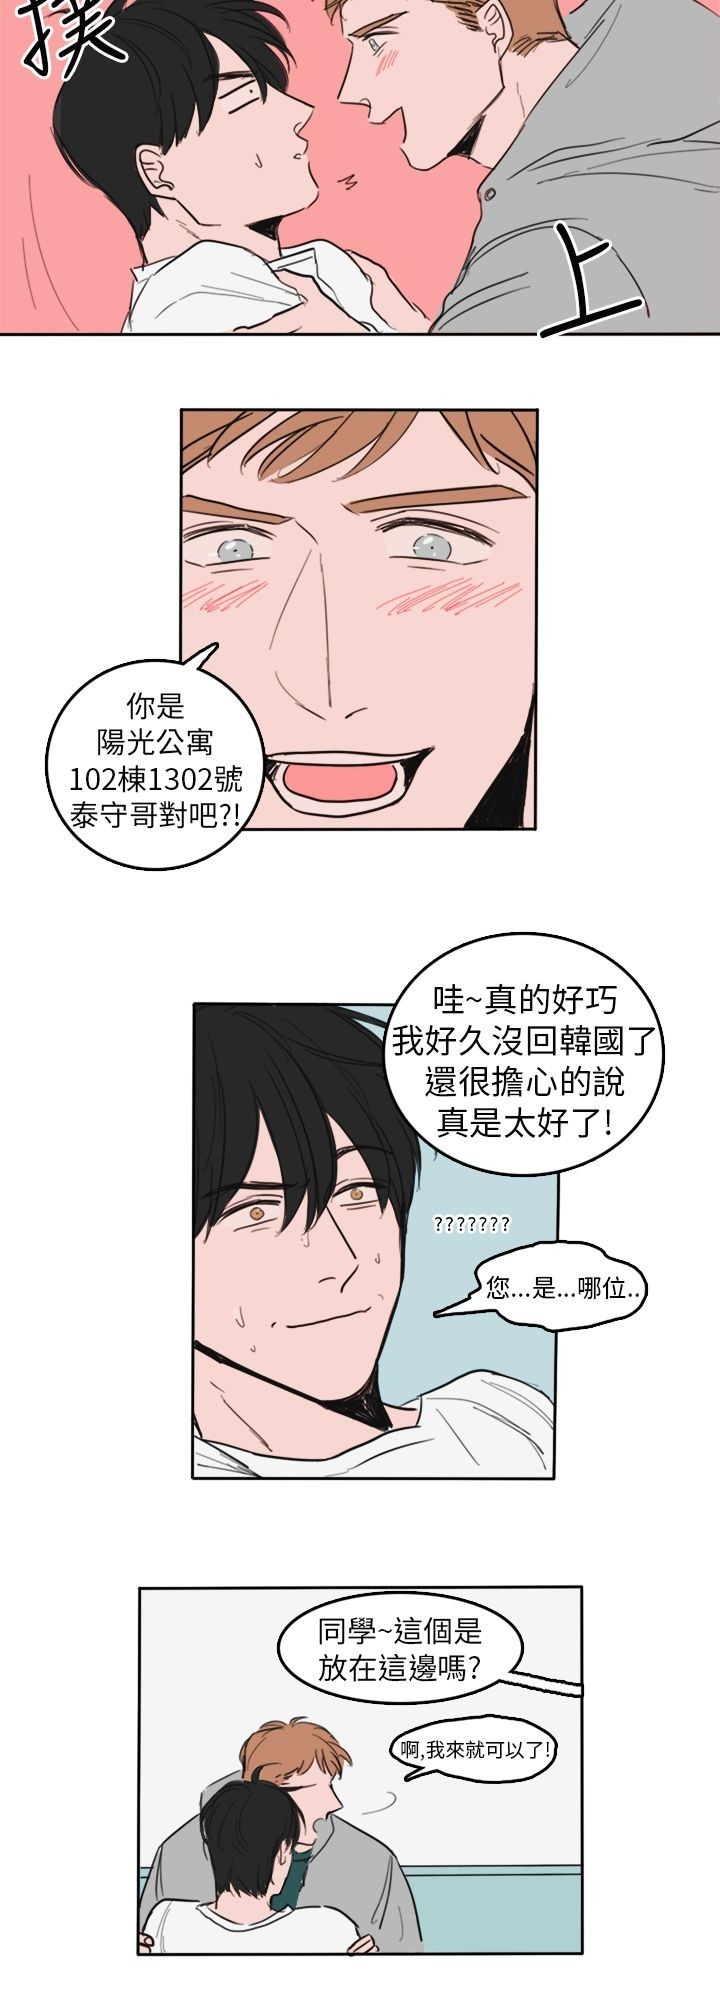 撲
上
你是
陽光公寓
102棟1302號
泰守哥對吧?!
哇~真的好巧
我好久沒回韓國了
還很擔心的說
真是太好了!
???????
您...是...哪位..
同學~這個是
放在這邊嗎?
啊,我來就可以了!